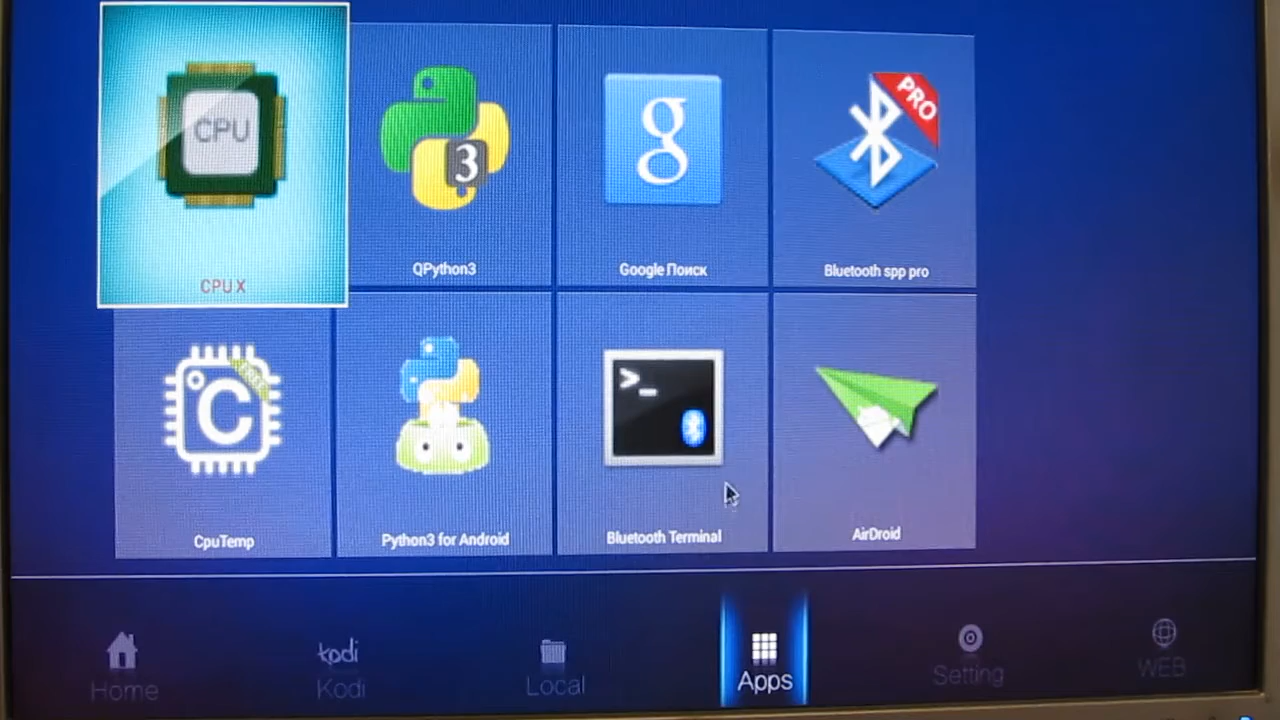 CPU
3
g
PRO
CPU X
QPython3
Google Поиск
Bluetooth spp pro
C
FREE
>_
CpuTemp
Python3 for Android
Bluetooth Terminal
AirDroid
kodi
Home
Kodi
Local
Apps
Setting
WEB